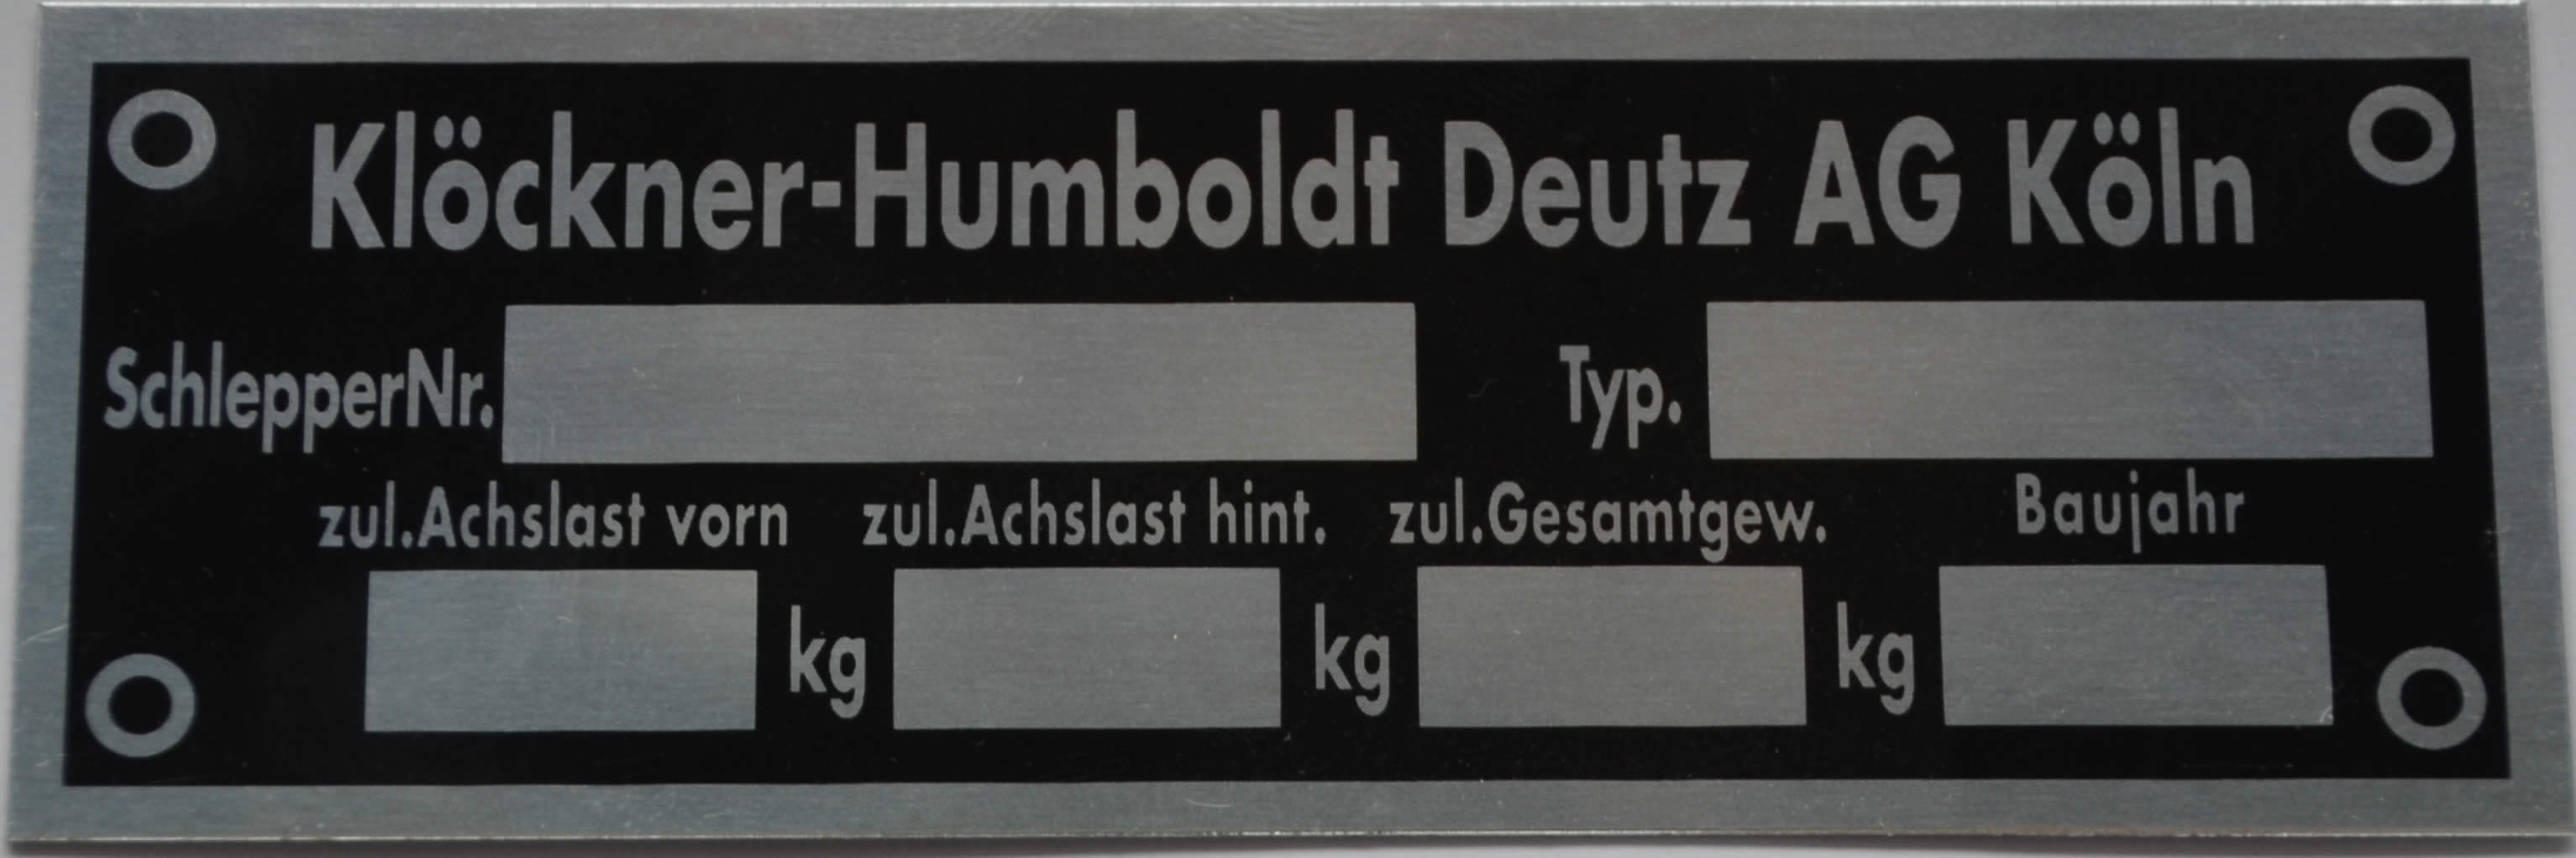 Klöckner-Humboldt Deutz AG Köln
SchlepperNr. Typ.
zul.Achslast vorn zul.Achslast hint. zul.Gesamtgew. Baujahr
kg kg kg